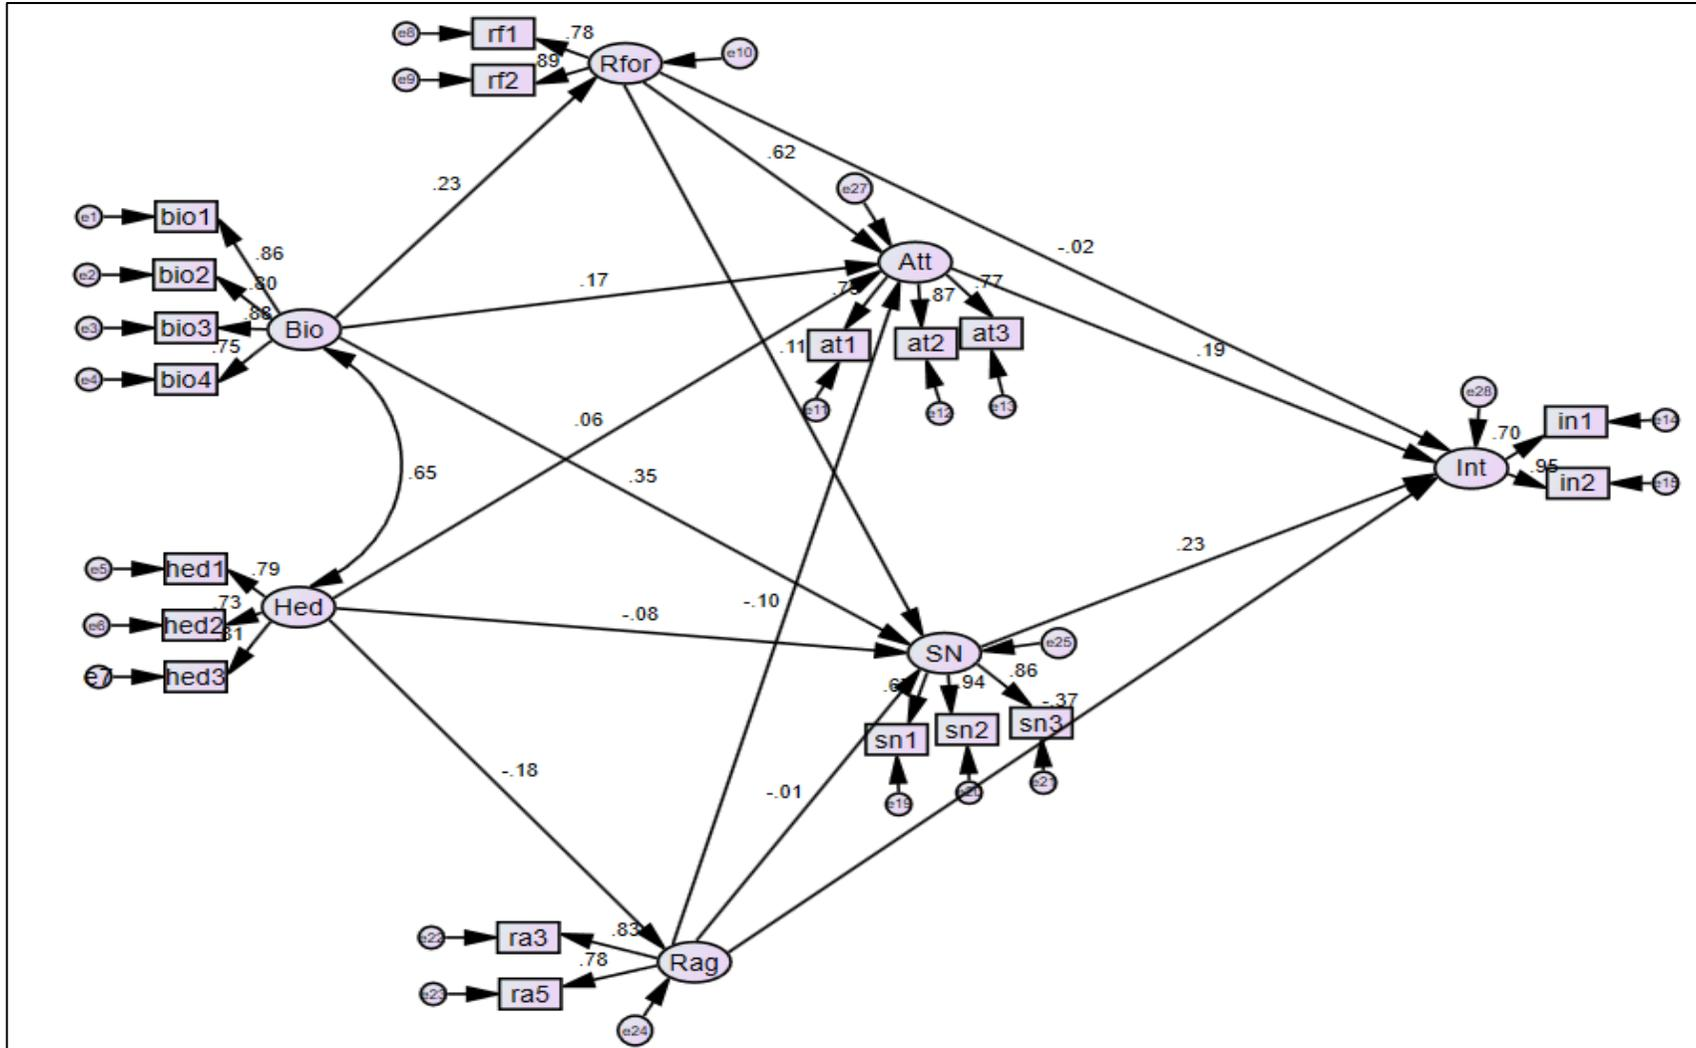 e8
rf1
.78
Rfor
e10
e9
rf2
.89
.62
.23
e27
e1
bio1
-.02
.86
Att
e2
bio2
.80
.17
.77
.87
e3
bio3
Bio
.11
at1
at2
at3
.19
.75
e4
bio4
e11
e12
e13
e28
in1
e14
.70
.06
Int
.95
in2
e15
.65
.35
.23
e5
hed1
.79
Hed
.73
-.10
-.08
e6
hed2
SN
e25
.94
.86
e7
hed3
-.37
sn1
sn2
sn3
-.18
-.01
e19
e20
e21
e22
ra3
.83
.78
Rag
e23
ra5
e24